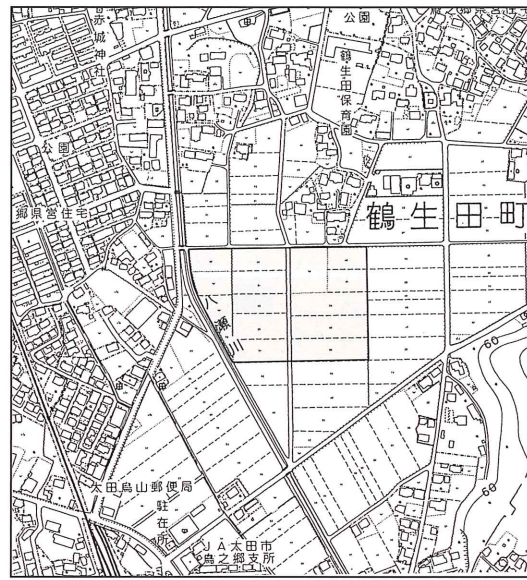 赤城神社
公園
鶴生田保育園
公園
郷県営住宅
鶴生田町
八瀬川
60
60
太田鳥山郵便局
駐在所
JA太田市
鳥之郷支所